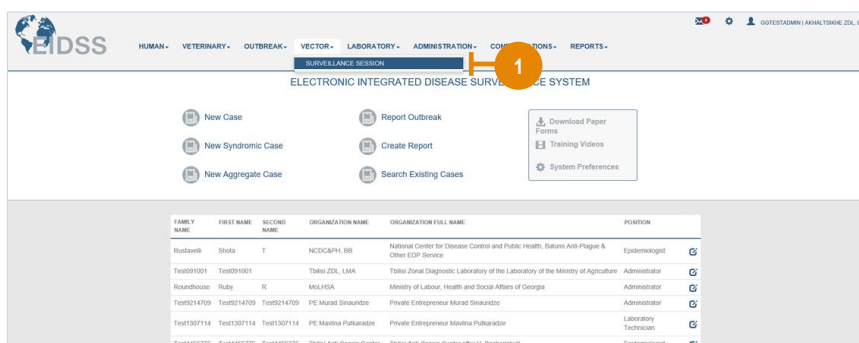 EIDSS
HUMAN VETERINARY OUTBREAK VECTOR LABORATORY ADMINISTRATION REPORTS
GGTESTADMIN | AKHALTSIKHE ZDL,
SURVEILLANCE SESSION
1
ELECTRONIC INTEGRATED DISEASE SYSTEM
New Case
Report Outbreak
Download Paper
Forms
New Syndromic Case
Create Report
Training Videos
New Aggregate Case
Search Existing Cases
System Preferences
FAMILY NAME FIRST NAME SECOND NAME ORGANIZATION NAME ORGANIZATION FULL NAME POSITION
Rustavelli Shota T NCDC&PH, BB National Center for Disease Control and Public Health, Batumi Anti-Plague & Other EDP Service Epidemiologist
Test091001 Test091001 Tbilisi ZDL, LMA Tbilisi Zonal Diagnostic Laboratory of the Laboratory of the Ministry of Agriculture Administrator
Roundhouse Ruby R MoLHSA Ministry of Labour, Health and Social Affairs of Georgia Administrator
Test9214709 Test9214709 Test9214709 PE Murad Sinauridze Private Entrepreneur Murad Sinauridze Administrator
Test1307114 Test1307114 Test1307114 PE Mavlina Putkaradze Private Entrepreneur Mavlina Putkaradze Laboratory Technician